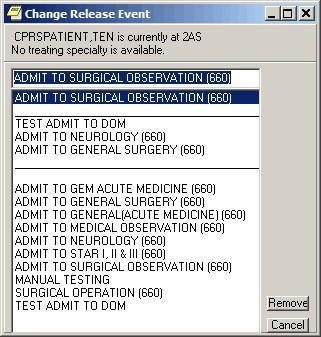 Change Release Event
CPRSPATIENT,TEN is currently at 2AS
No treating specialty is available.
ADMIT TO SURGICAL OBSERVATION (660)
ADMIT TO SURGICAL OBSERVATION (660)
TEST ADMIT TO DOM
ADMIT TO NEUROLOGY (660)
ADMIT TO GENERAL SURGERY (660)
ADMIT TO GEM ACUTE MEDICINE (660)
ADMIT TO GENERAL SURGERY (660)
ADMIT TO GENERAL(ACUTE MEDICINE) (660)
ADMIT TO MEDICAL OBSERVATION (660)
ADMIT TO NEUROLOGY (660)
ADMIT TO STAR I, II & III (660)
ADMIT TO SURGICAL OBSERVATION (660)
MANUAL TESTING
SURGICAL OPERATION (660)
TEST ADMIT TO DOM
Remove
Cancel